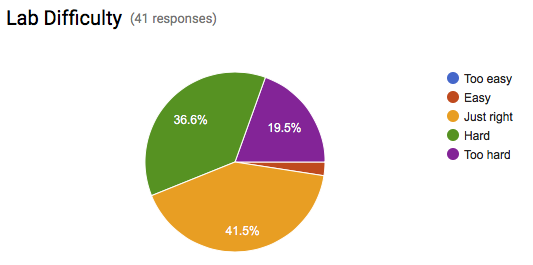 Lab Difficulty (41 responses)
Too easy
Easy
Just right
Hard
Too hard
36.6%
19.5%
41.5%